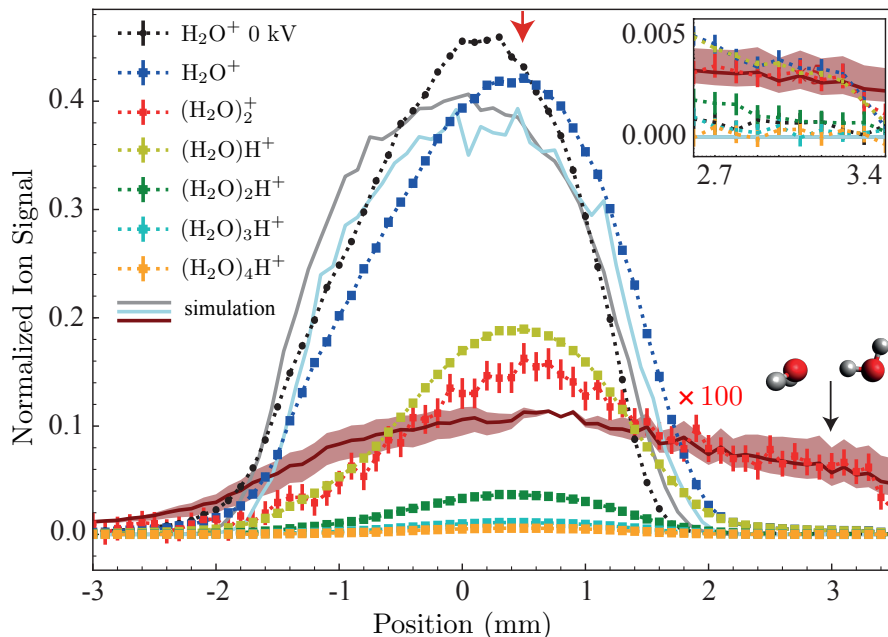 H₂O⁺ 0 kV
H₂O⁺
(H₂O)₂⁺
(H₂O)H⁺
(H₂O)₂H⁺
(H₂O)₃H⁺
(H₂O)₄H⁺
simulation
0.005
0.000
2.7 3.4
× 100
Normalized Ion Signal
0.4
0.3
0.2
0.1
0.0
-3 -2 -1 0 1 2 3
Position (mm)